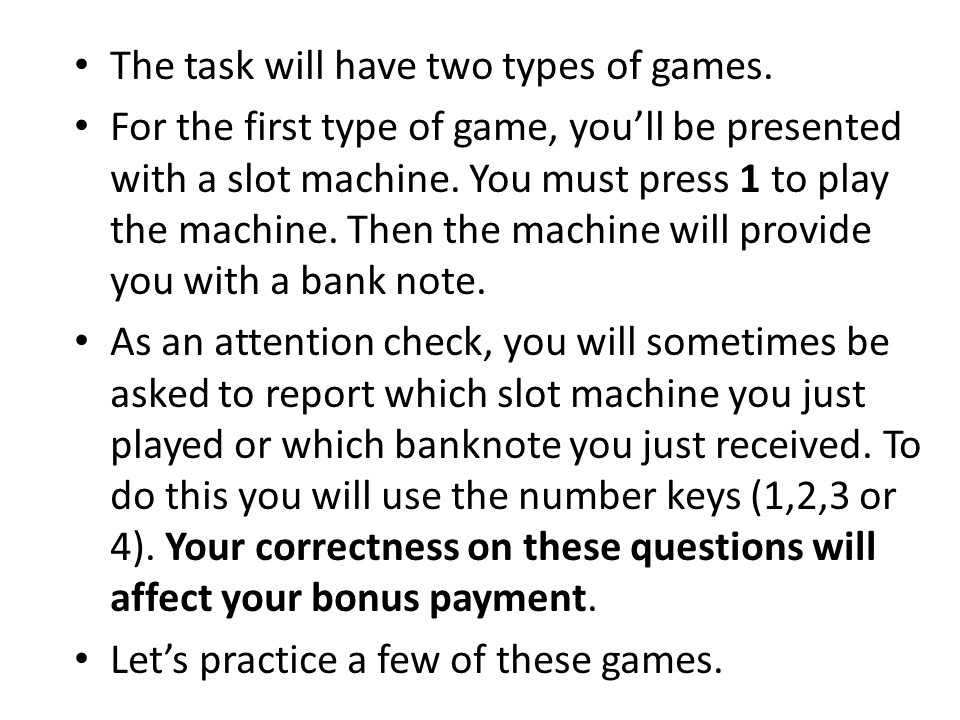 • The task will have two types of games.
• For the first type of game, you’ll be presented
with a slot machine. You must press 1 to play
the machine. Then the machine will provide
you with a bank note.
• As an attention check, you will sometimes be
asked to report which slot machine you just
played or which banknote you just received. To
do this you will use the number keys (1,2,3 or
4). Your correctness on these questions will
affect your bonus payment.
• Let’s practice a few of these games.